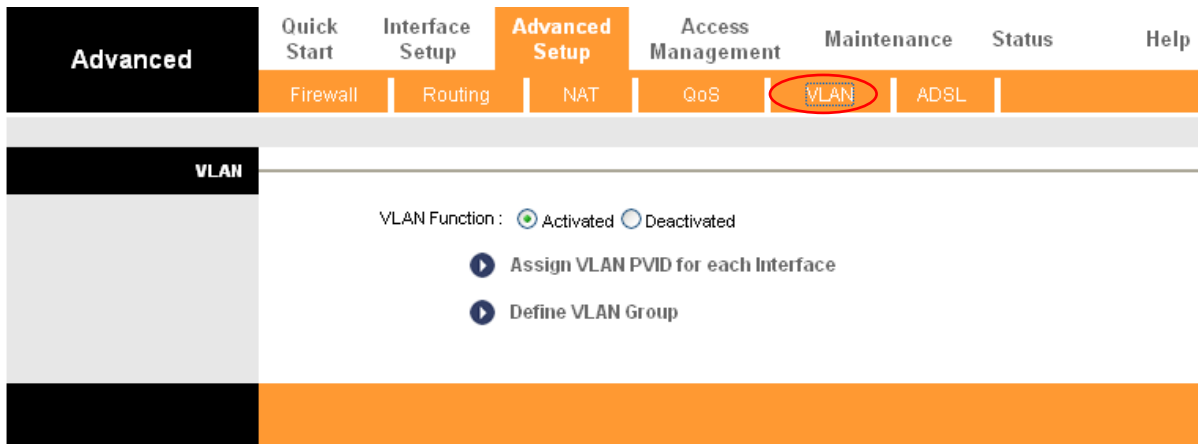 Advanced
Quick Start
Interface Setup
Advanced Setup
Access Management
Maintenance
Status
Help
Firewall
Routing
NAT
QoS
VLAN
ADSL
VLAN
VLAN Function : Activated Deactivated
Assign VLAN PVID for each Interface
Define VLAN Group